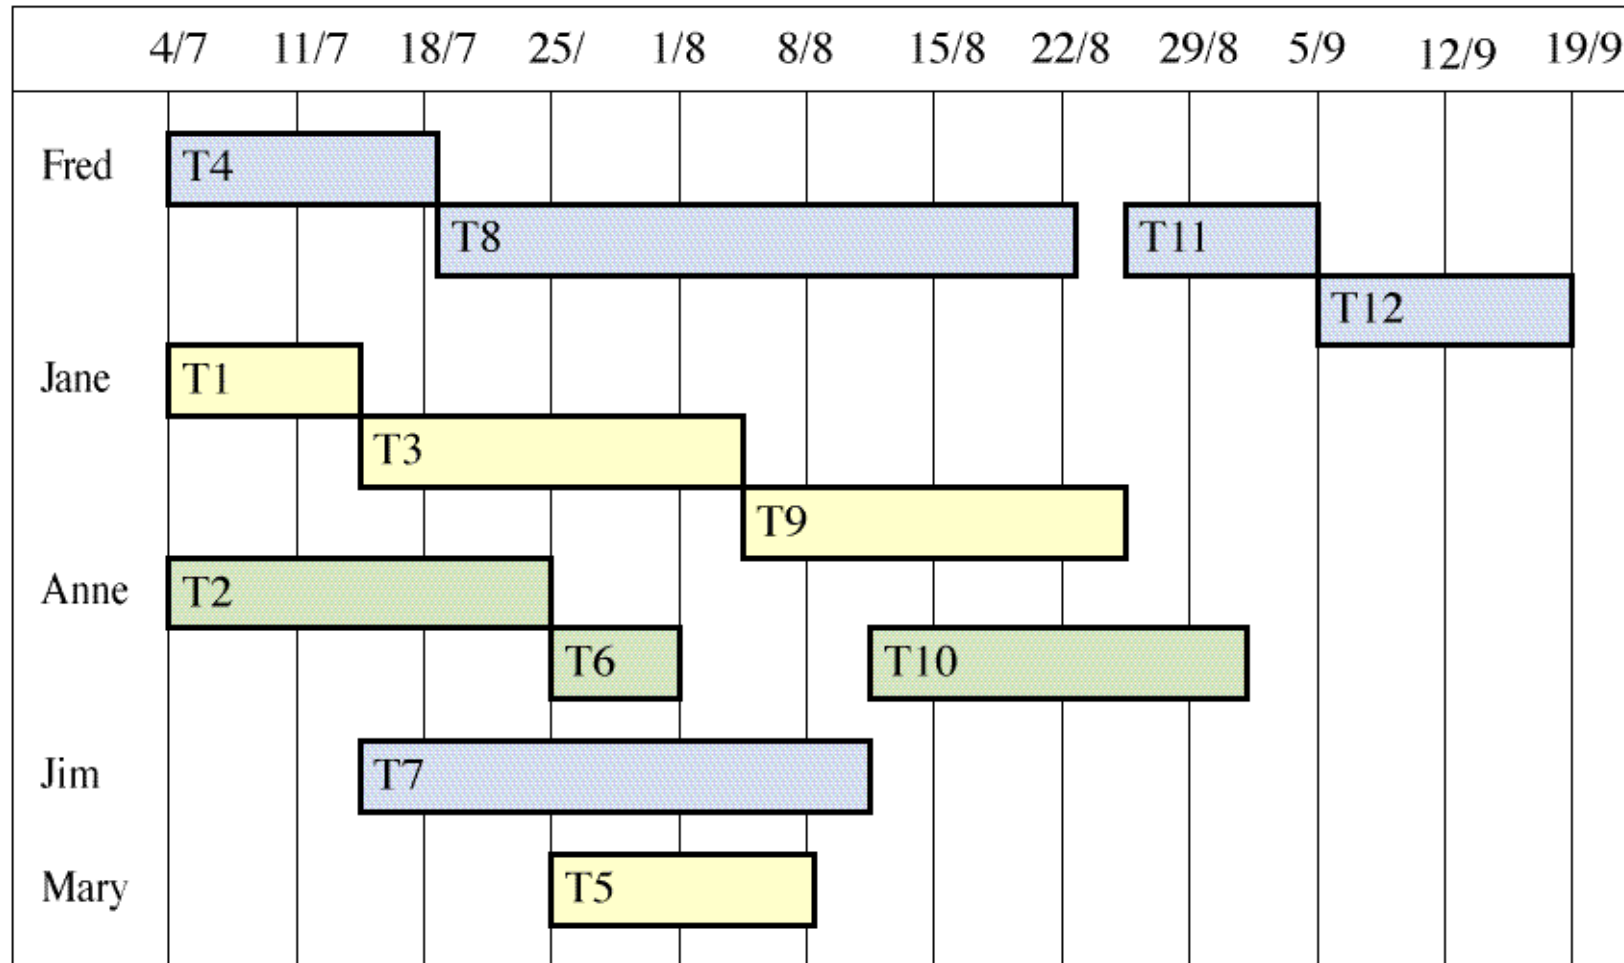 4/7 11/7 18/7 25/ 1/8 8/8 15/8 22/8 29/8 5/9 12/9 19/9
Fred T4
T8 T11
T12
Jane T1
T3
T9
Anne T2
T6 T10
Jim T7
Mary T5